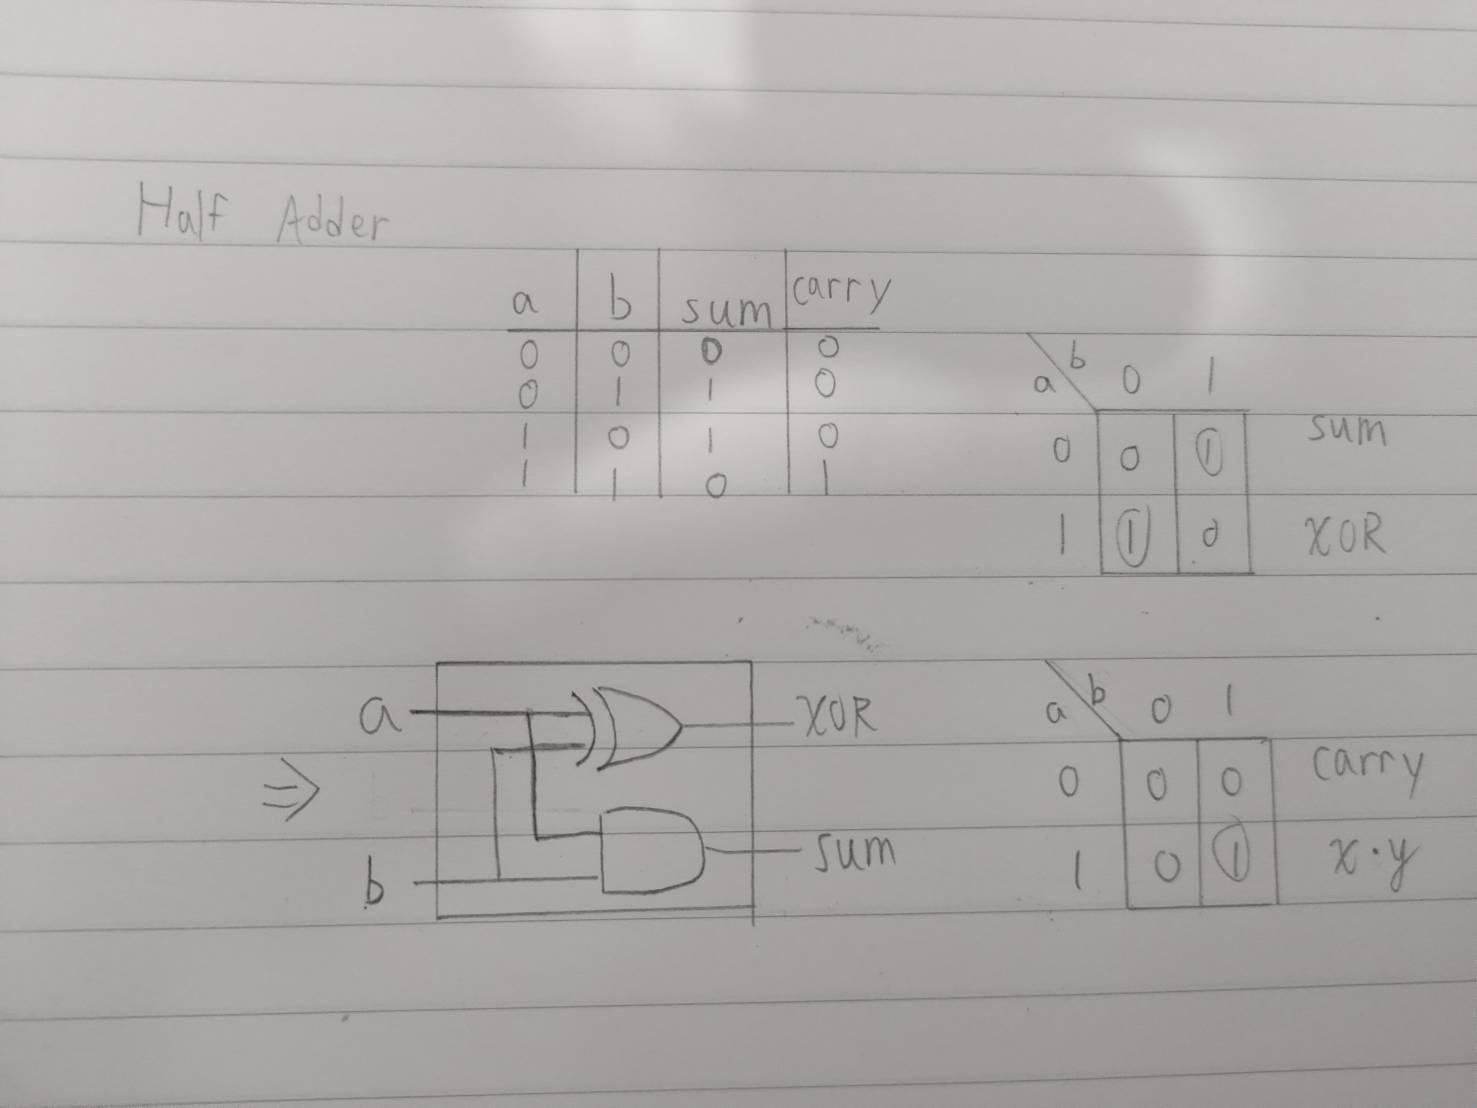 Half Adder
a b sum carry
0 0 0 0
0 1 1 0
1 0 1 0
1 1 0 1
b
a 0 1
0 0 1 sum
1 1 0 XOR
a XOR
⇒
b sum
b
a 0 1
0 0 0 carry
1 0 1 x·y